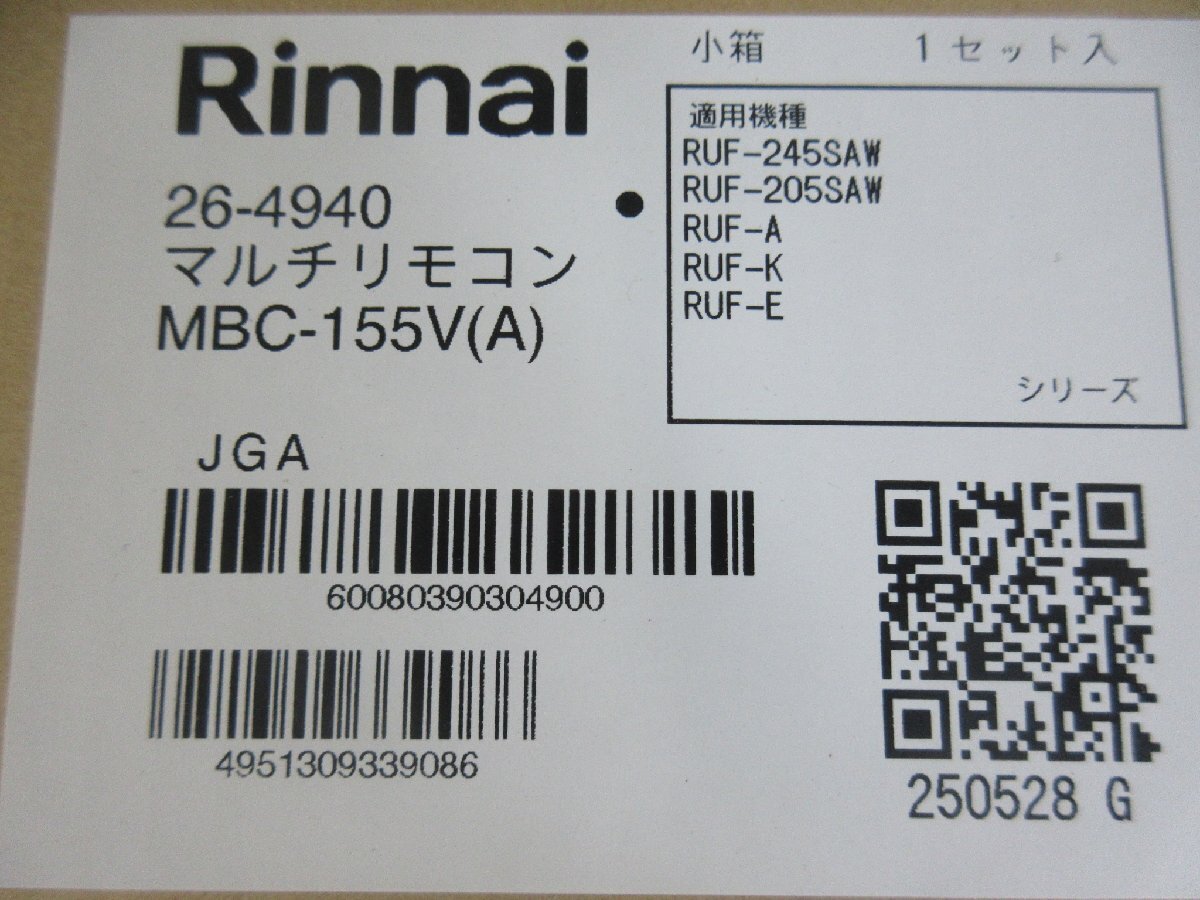 Rinnai
小箱 1セット入
26-4940
マルチリモコン
MBC-155V(A)
適用機種
RUF-245SAW
RUF-205SAW
RUF-A
RUF-K
RUF-E
シリーズ
JGA
60080390304900
4951309339086
250528 G